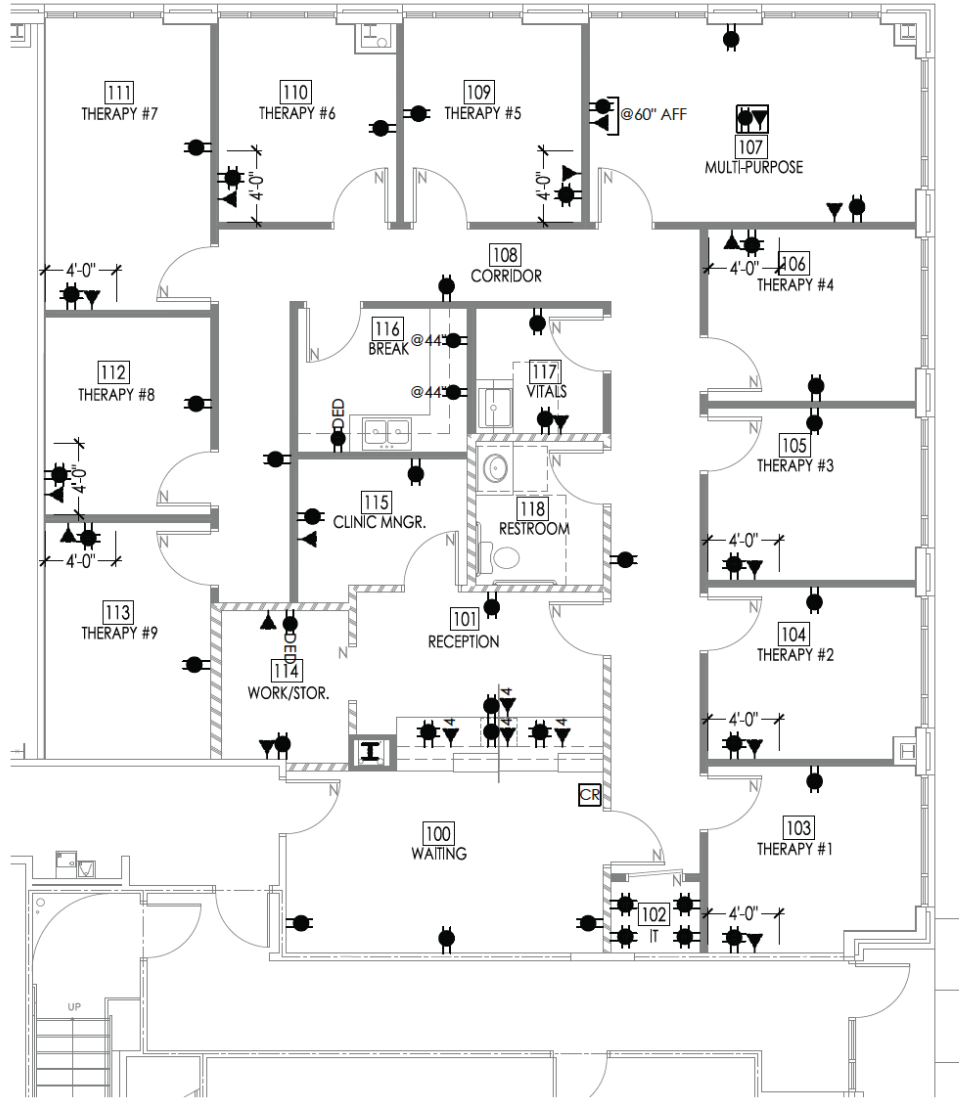 111
THERAPY #7
110
THERAPY #6
109
THERAPY #5
@60" AFF
107
MULTI-PURPOSE
4'-0"
N
4'-0"
N
N
N
108
CORRIDOR
4'-0"
106
THERAPY #4
4'-0"
N
116
BREAK
@44"
N
117
VITALS
N
112
THERAPY #8
@44"
DED
N
N
105
THERAPY #3
4'-0"
N
115
CLINIC MNGR.
118
RESTROOM
N
4'-0"
N
N
4'-0"
113
THERAPY #9
101
RECEPTION
N
N
104
THERAPY #2
DED
N
114
WORK/STOR.
4
4
4
4
4'-0"
CR
N
N
100
WAITING
103
THERAPY #1
N
N
102
IT
4'-0"
UP